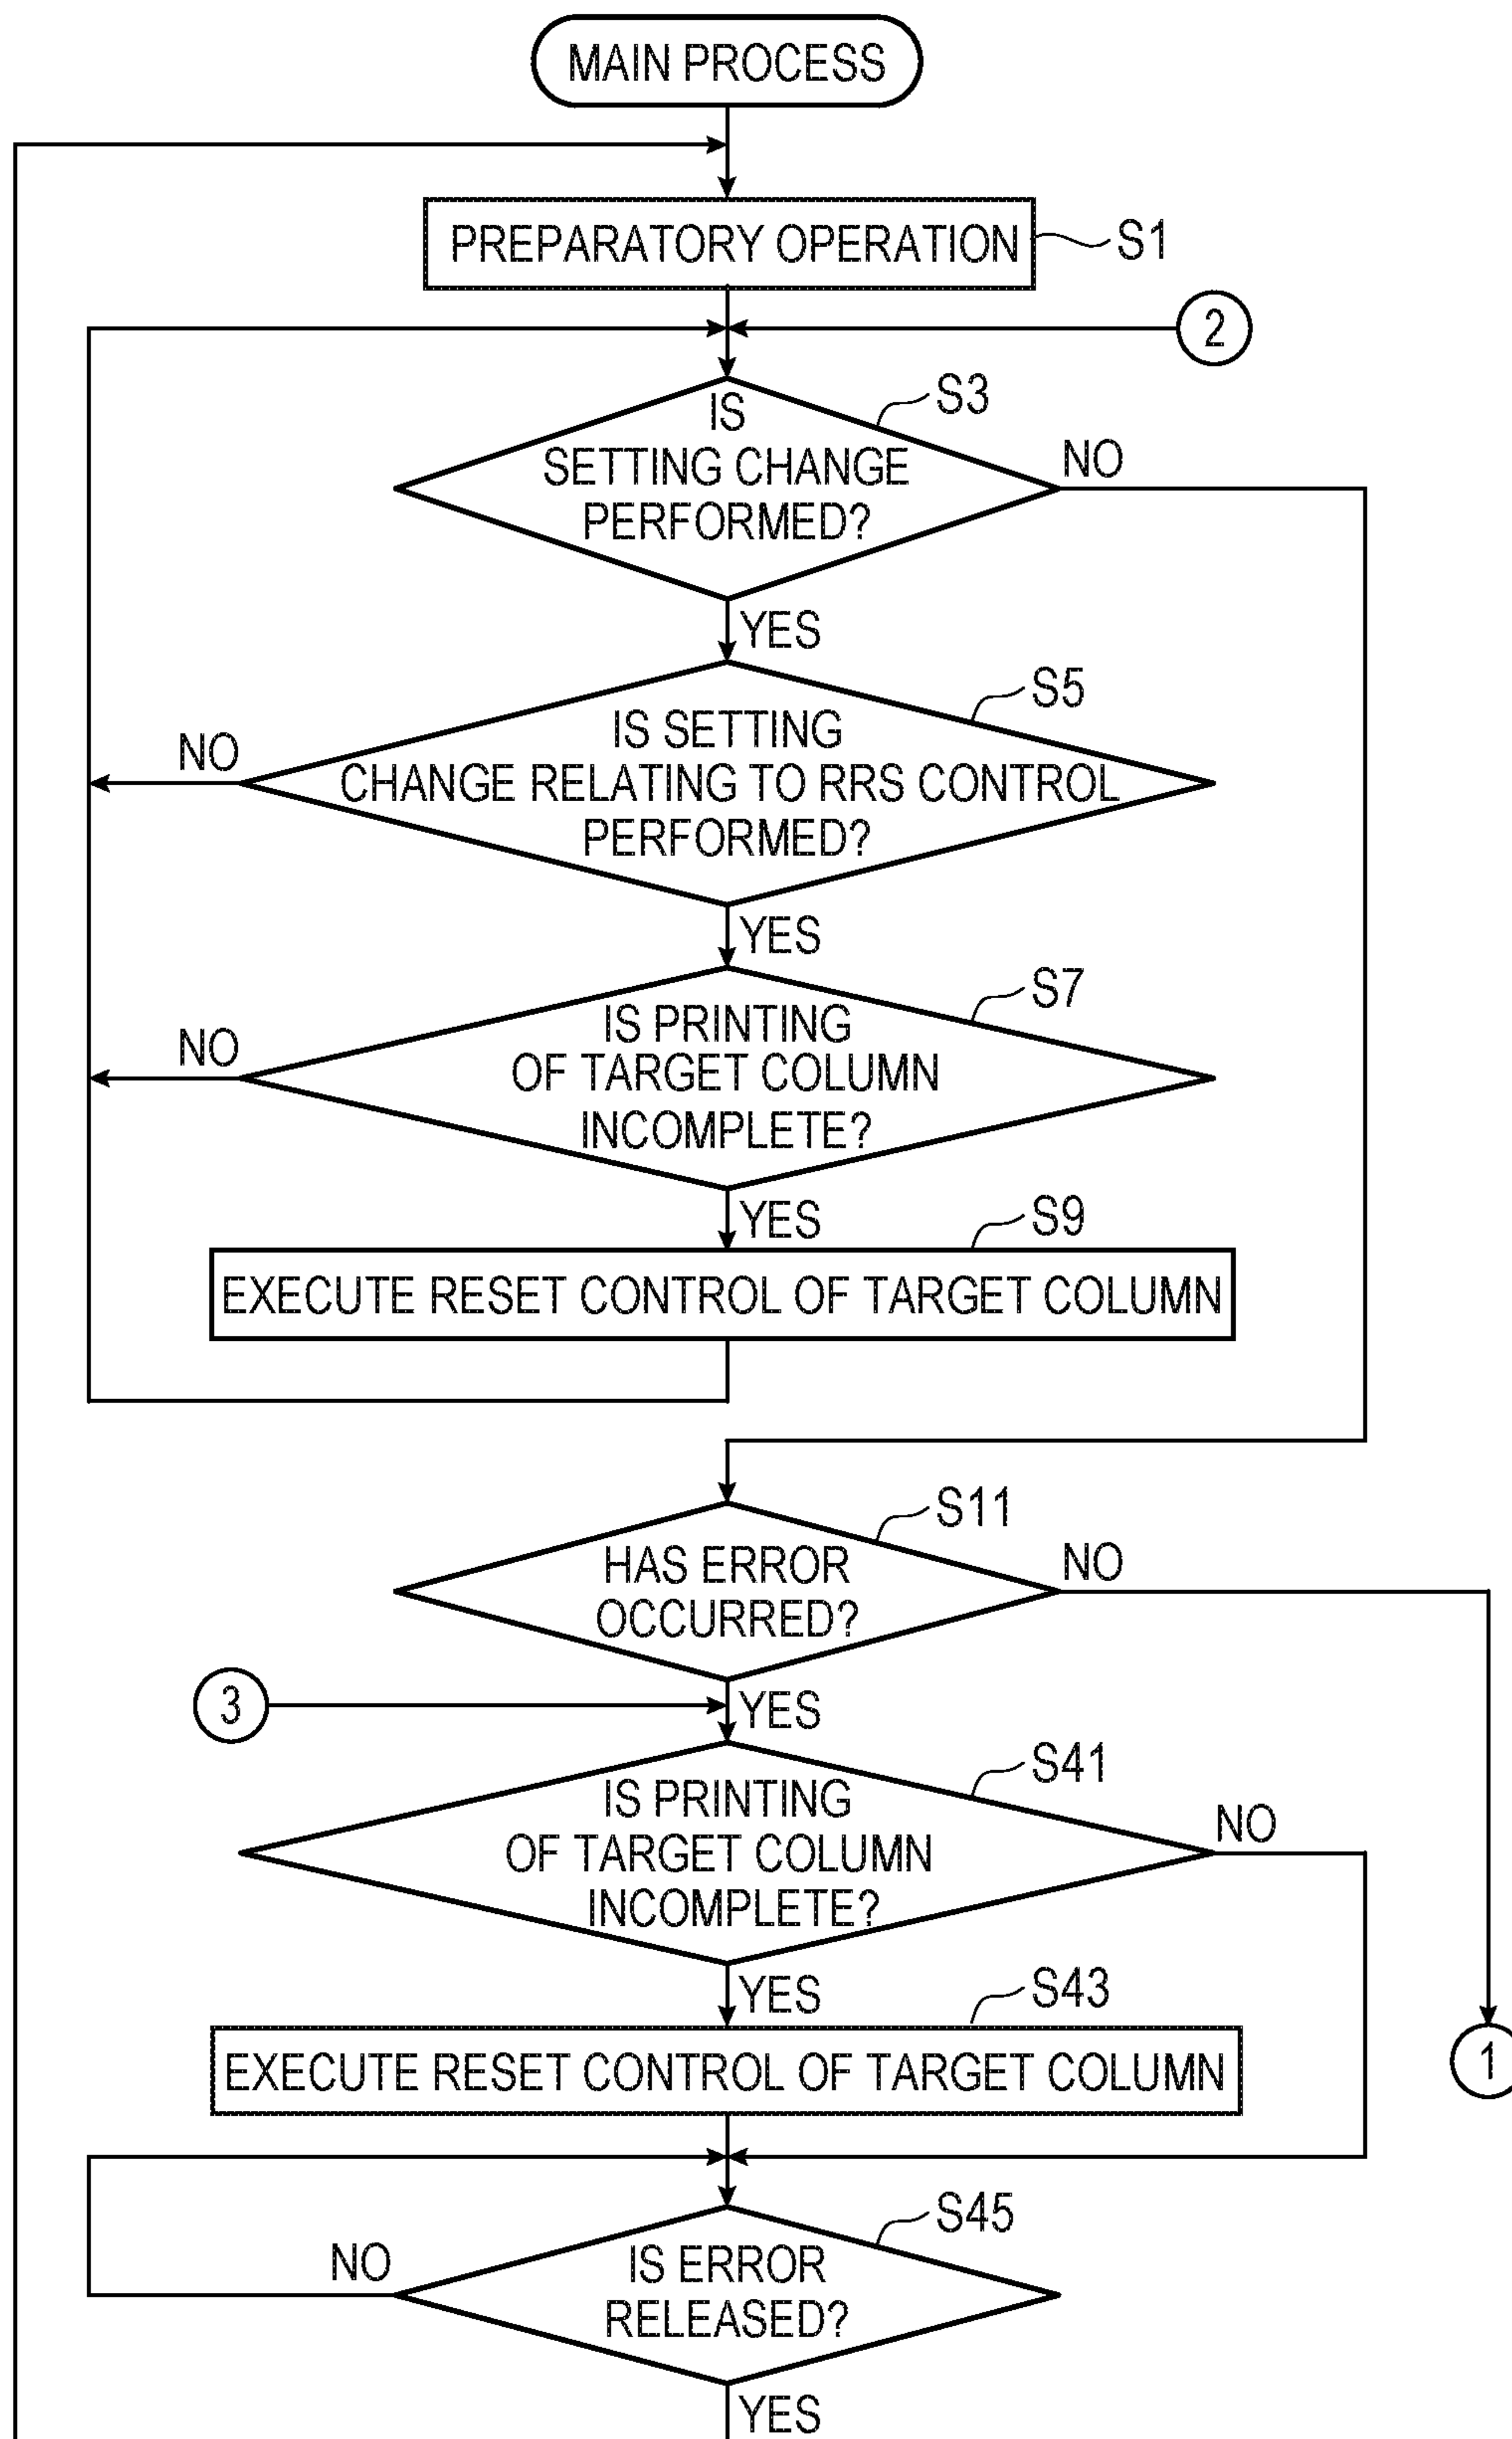 MAIN PROCESS
PREPARATORY OPERATION
S1
2
S3
IS
SETTING CHANGE
PERFORMED?
NO
YES
S5
IS SETTING
CHANGE RELATING TO RRS CONTROL
PERFORMED?
NO
YES
S7
IS PRINTING
OF TARGET COLUMN
INCOMPLETE?
NO
YES
S9
EXECUTE RESET CONTROL OF TARGET COLUMN
S11
HAS ERROR
OCCURRED?
NO
3
YES
S41
IS PRINTING
OF TARGET COLUMN
INCOMPLETE?
NO
YES
S43
EXECUTE RESET CONTROL OF TARGET COLUMN
1
S45
IS ERROR
RELEASED?
NO
YES